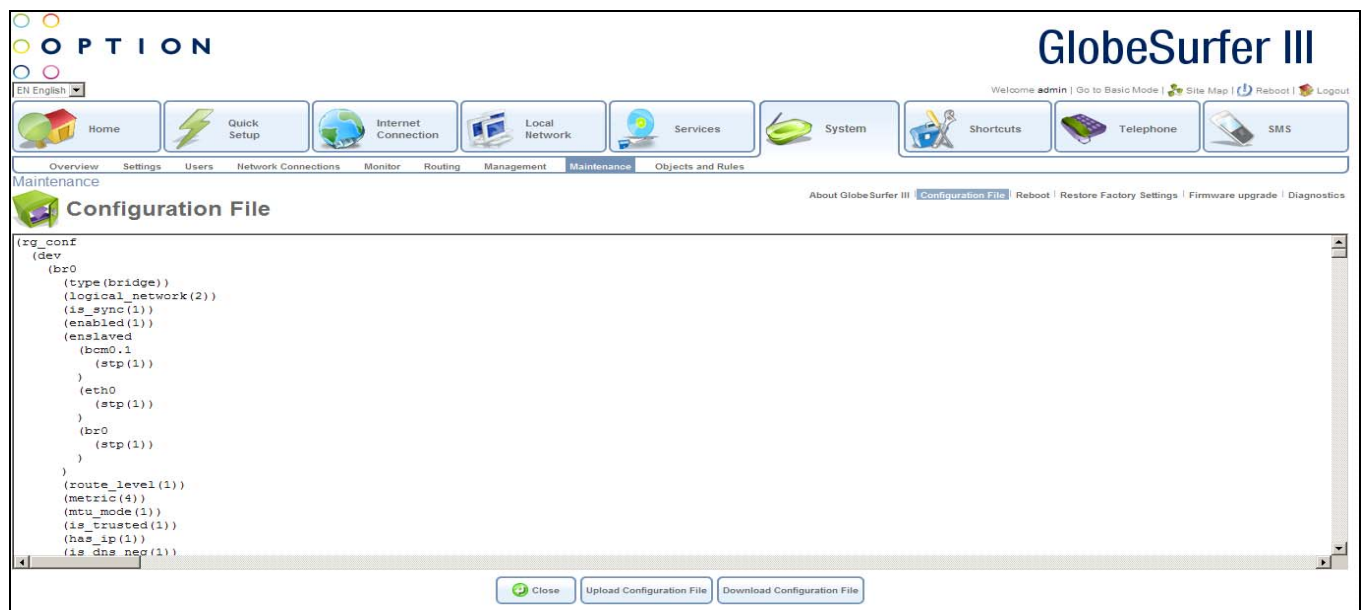 OPTION
GlobeSurfer III
EN English
Welcome admin | Go to Basic Mode | Site Map | Reboot | Logout
Home
Quick Setup
Internet Connection
Local Network
Services
System
Shortcuts
Telephone
SMS
Overview Settings Users Network Connections Monitor Routing Management Maintenance Objects and Rules
Maintenance
About GlobeSurfer III | Configuration File | Reboot | Restore Factory Settings | Firmware upgrade | Diagnostics
Configuration File
(rg_conf
(dev
(br0
(type(bridge))
(logical_network(2))
(is_sync(1))
(enabled(1))
(enslaved
(bcm0.1
(stp(1))
)
(eth0
(stp(1))
)
(br0
(stp(1))
)
)
(route_level(1))
(metric(4))
(mtu_mode(1))
(is_trusted(1))
(has_ip(1))
(is_dns_neg(1))
Close
Upload Configuration File
Download Configuration File